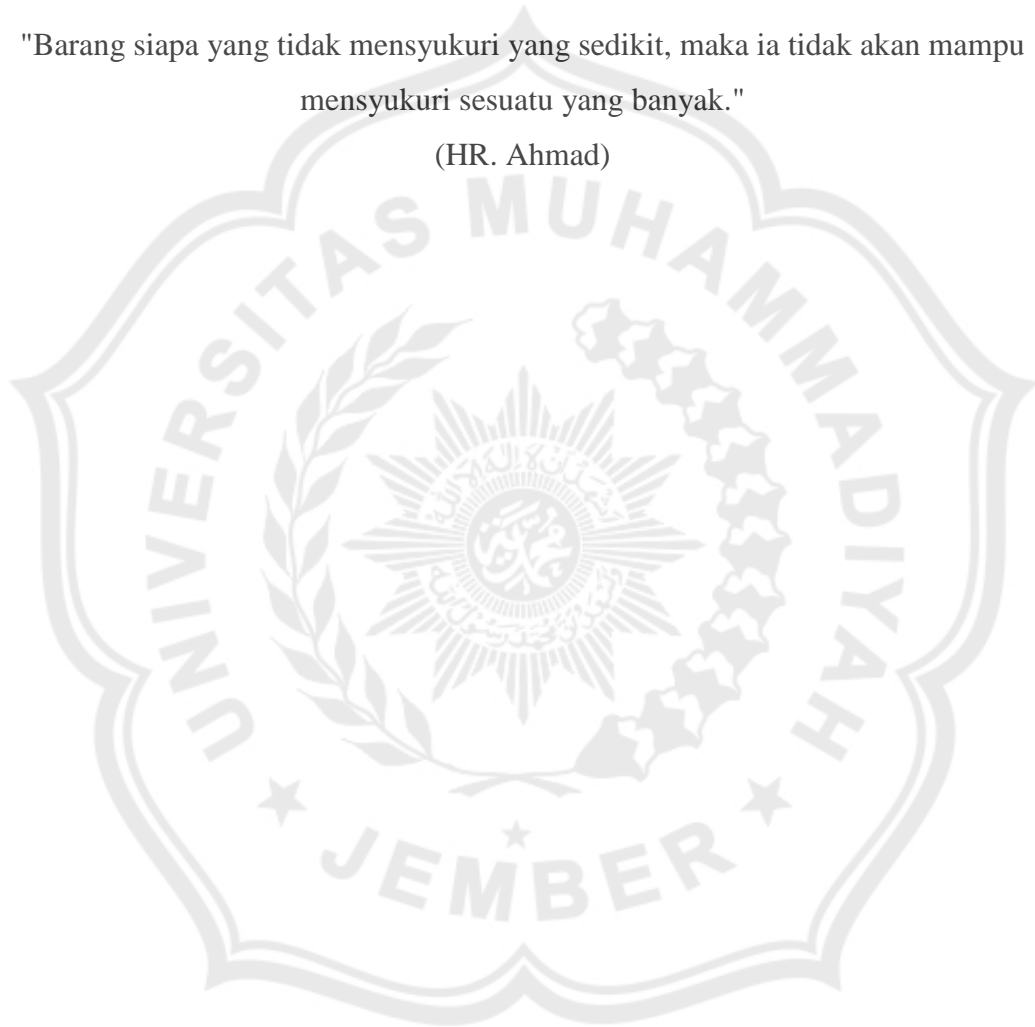 "Barang siapa yang tidak mensyukuri yang sedikit, maka ia tidak akan mampu
mensyukuri sesuatu yang banyak."
(HR. Ahmad)
UNIVERSITAS MUHAMMADIYAH
JEMBER